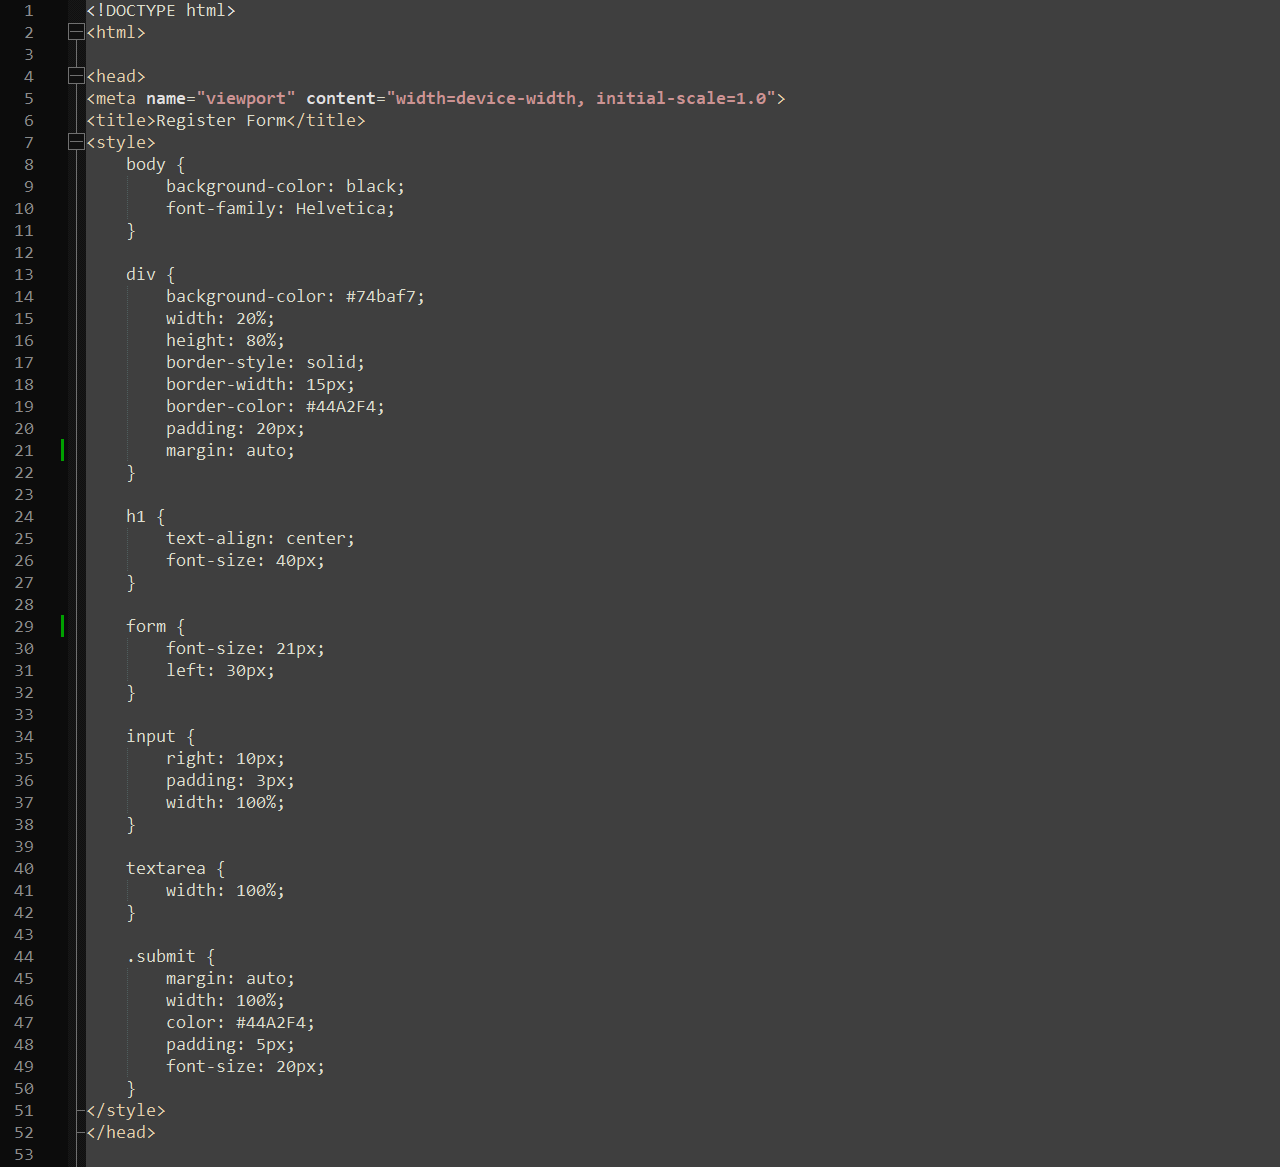 1 <!DOCTYPE html>
2 <html>
3
4 <head>
5 <meta name="viewport" content="width=device-width, initial-scale=1.0">
6 <title>Register Form</title>
7 <style>
8     body {
9         background-color: black;
10         font-family: Helvetica;
11     }
12
13     div {
14         background-color: #74baf7;
15         width: 20%;
16         height: 80%;
17         border-style: solid;
18         border-width: 15px;
19         border-color: #44A2F4;
20         padding: 20px;
21         margin: auto;
22     }
23
24     h1 {
25         text-align: center;
26         font-size: 40px;
27     }
28
29     form {
30         font-size: 21px;
31         left: 30px;
32     }
33
34     input {
35         right: 10px;
36         padding: 3px;
37         width: 100%;
38     }
39
40     textarea {
41         width: 100%;
42     }
43
44     .submit {
45         margin: auto;
46         width: 100%;
47         color: #44A2F4;
48         padding: 5px;
49         font-size: 20px;
50     }
51 </style>
52 </head>
53